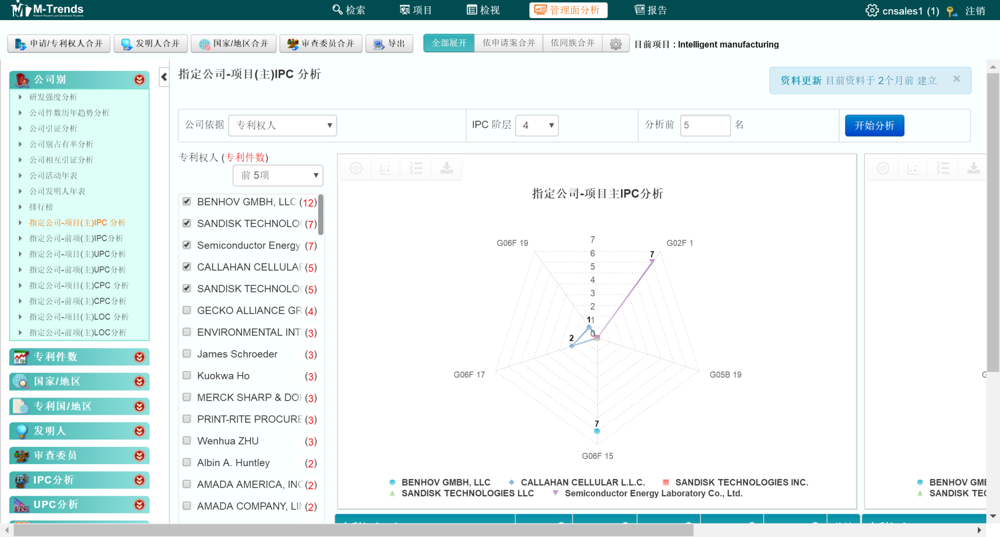 M-Trends
Patent Search and Analysis System
检索
项目
检视
管理面分析
报告
cnsales1 (1)
注销
申请/专利权人合并
发明人合并
国家/地区合并
审查委员合并
导出
全部展开
依申请案合并
依同族合并
目前项目 : Intelligent manufacturing
公司别
研发强度分析
公司件数历年趋势分析
公司引证分析
公司别占有率分析
公司相互引证分析
公司活动年表
公司发明人年表
排行榜
指定公司-项目(主)IPC 分析
指定公司-前项(主)IPC分析
指定公司-项目(主)UPC分析
指定公司-前项(主)UPC分析
指定公司-项目(主)CPC 分析
指定公司-前项(主)CPC分析
指定公司-项目(主)LOC 分析
指定公司-前项(主)LOC分析
专利件数
国家/地区
专利国/地区
发明人
审查委员
IPC分析
UPC分析
指定公司-项目(主)IPC 分析
资料更新 目前资料于 2个月前 建立 ×
公司依据 专利权人
IPC 阶层 4
分析前 5 名
开始分析
专利权人 (专利件数)
前 5项
BENHOV GMBH, LLC (12)
SANDISK TECHNOLO (7)
Semiconductor Energy (7)
CALLAHAN CELLULAR (5)
SANDISK TECHNOLO (5)
GECKO ALLIANCE GR (4)
ENVIRONMENTAL INT (3)
James Schroeder (3)
Kuokwa Ho (3)
MERCK SHARP & DOH (3)
PRINT-RITE PROCURE (3)
Wenhua ZHU (3)
Albin A. Huntley (2)
AMADA AMERICA, INC (2)
AMADA COMPANY, LI (2)
指定公司-项目主IPC分析
G06F 19
G02F 1
7
6
5
4
3
2
1
0
7
1
2
G06F 17
G05B 19
7
G06F 15
BENHOV GMBH, LLC
CALLAHAN CELLULAR L.L.C.
SANDISK TECHNOLOGIES INC.
SANDISK TECHNOLOGIES LLC
Semiconductor Energy Laboratory Co., Ltd.
BENHOV GM
SANDISK TE